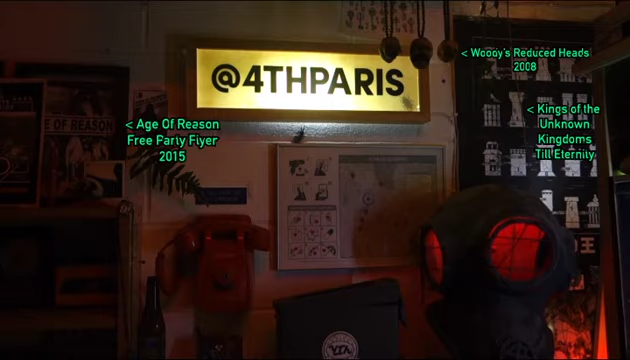 @4THPARIS
< Woody's Reduced Heads
2008
< Kings of the
Unknown
Kingdoms
Till Eternity
E OF REASON
< Age Of Reason
Free Party Flyer
2015